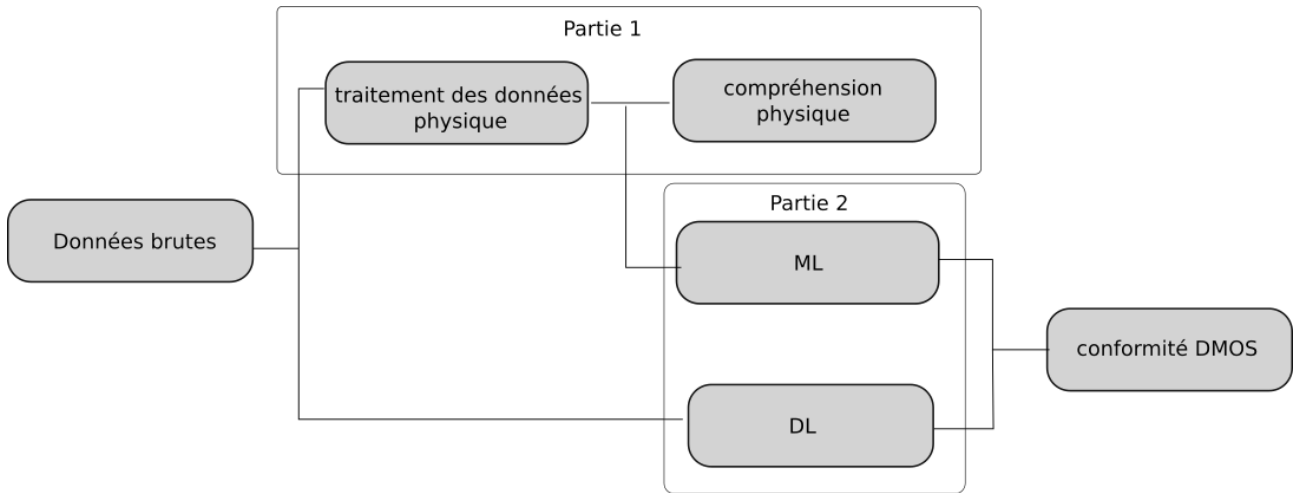 Partie 1
traitement des données
physique
compréhension
physique
Données brutes
Partie 2
ML
DL
conformité DMOS